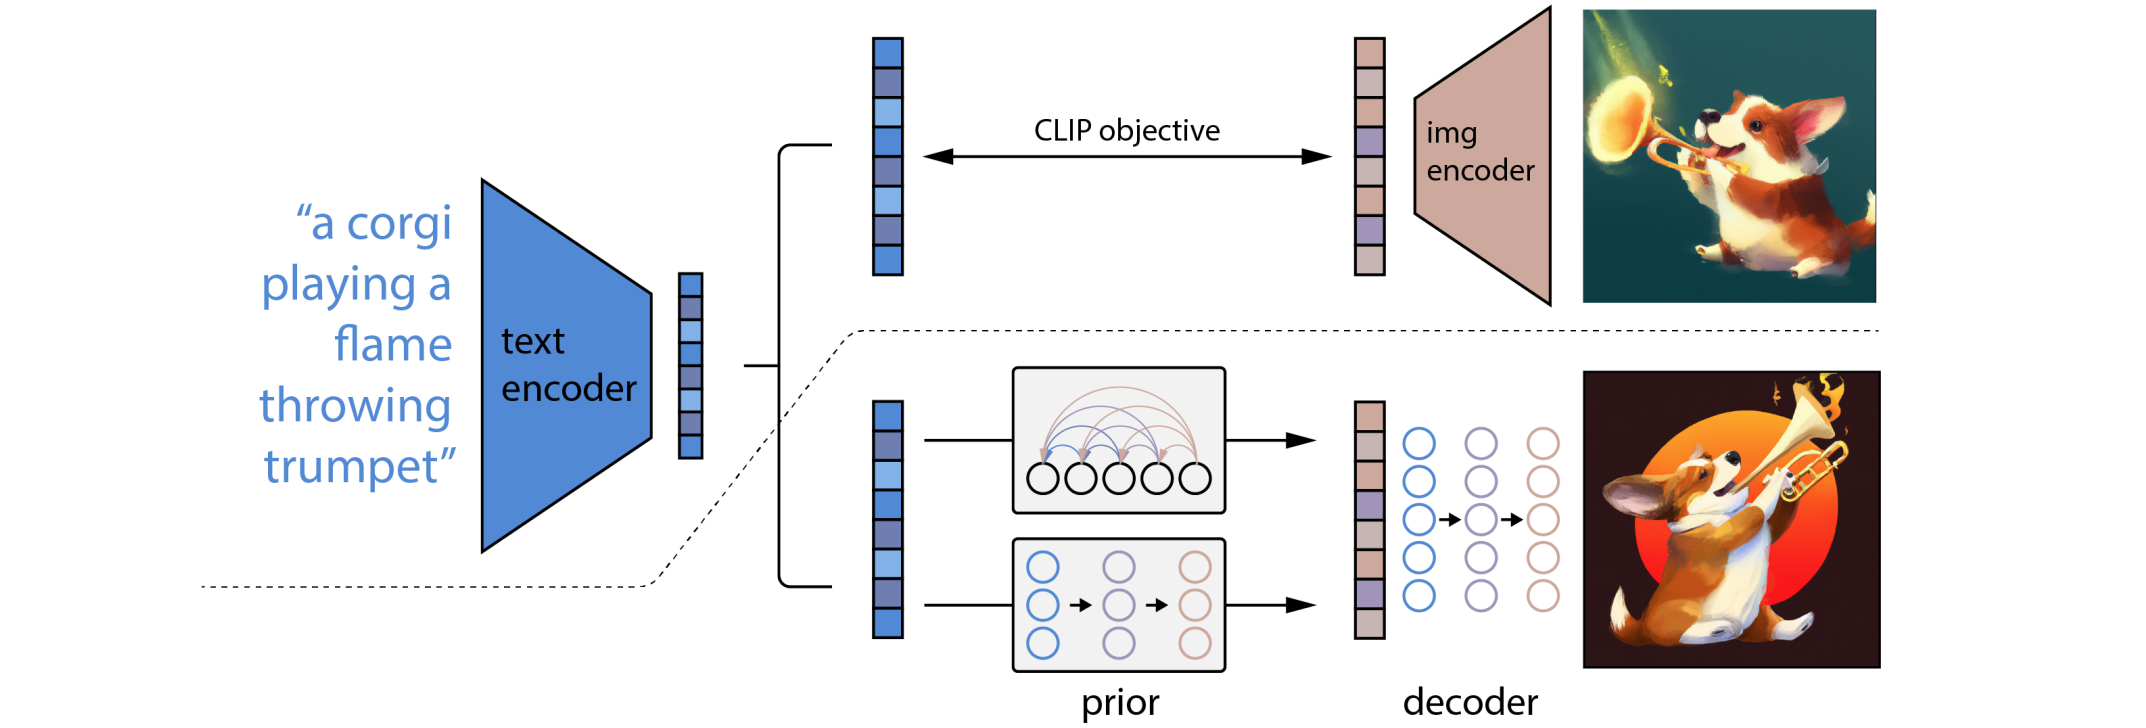 “a corgi
playing a
flame
throwing
trumpet”
text
encoder
CLIP objective
img
encoder
prior
decoder